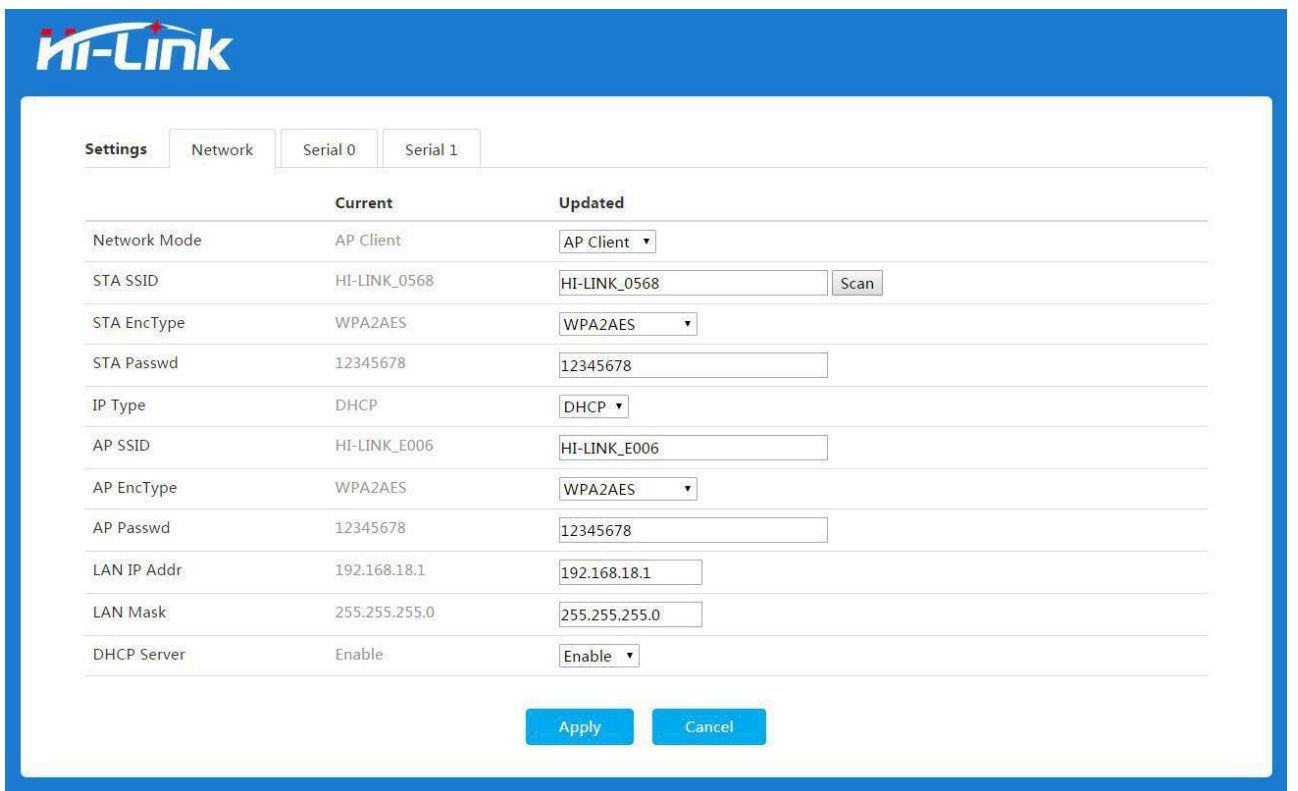 Hi-Link
Settings Network Serial 0 Serial 1
Current Updated
Network Mode AP Client AP Client
STA SSID HI-LINK_0568 HI-LINK_0568 Scan
STA EncType WPA2AES WPA2AES
STA Passwd 12345678 12345678
IP Type DHCP DHCP
AP SSID HI-LINK_E006 HI-LINK_E006
AP EncType WPA2AES WPA2AES
AP Passwd 12345678 12345678
LAN IP Addr 192.168.18.1 192.168.18.1
LAN Mask 255.255.255.0 255.255.255.0
DHCP Server Enable Enable
Apply Cancel